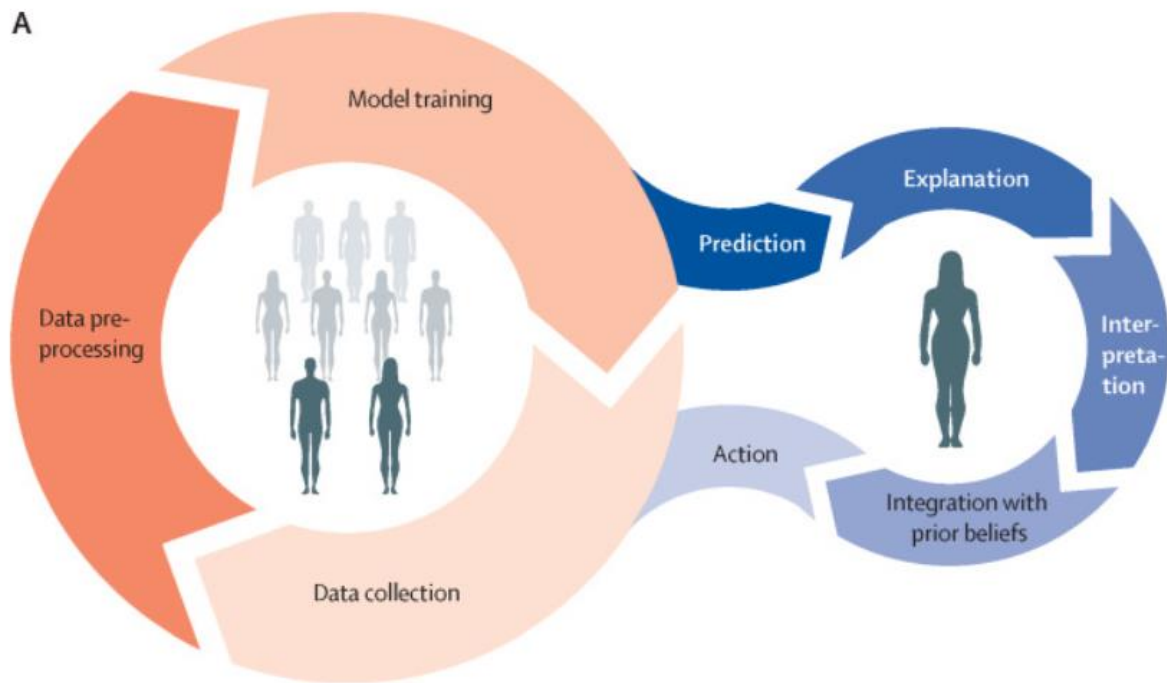 A
Model training
Data pre-
processing
Data collection
Prediction
Explanation
Inter-
preta-
tion
Integration with
prior beliefs
Action